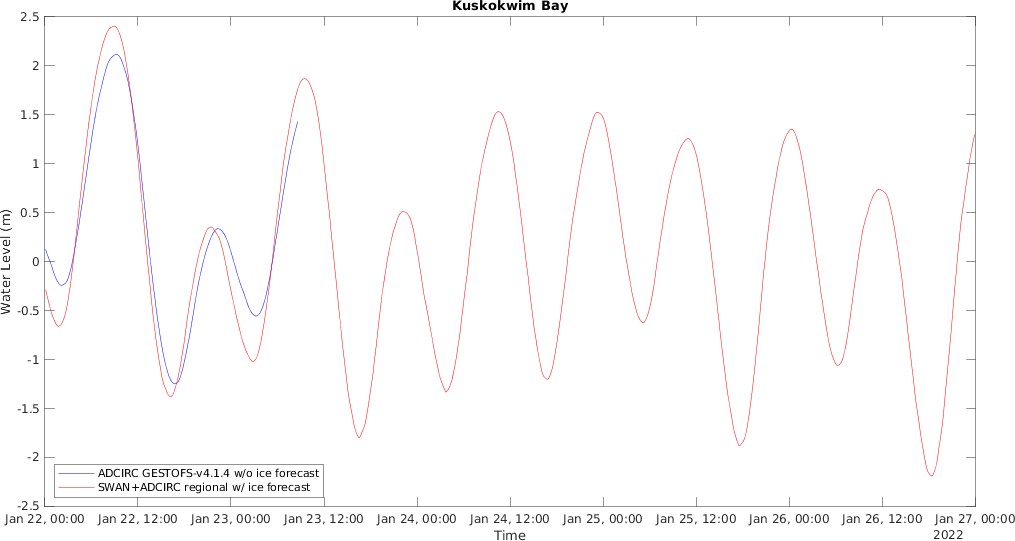 Kuskokwim Bay
2.5
2
1.5
1
0.5
0
-0.5
-1
-1.5
-2
-2.5
Water Level (m)
ADCIRC GESTOFS-v4.1.4 w/o ice forecast
SWAN+ADCIRC regional w/ ice forecast
Jan 22, 00:00 Jan 22, 12:00 Jan 23, 00:00 Jan 23, 12:00 Jan 24, 00:00 Jan 24, 12:00 Jan 25, 00:00 Jan 25, 12:00 Jan 26, 00:00 Jan 26, 12:00 Jan 27, 00:00
Time
2022